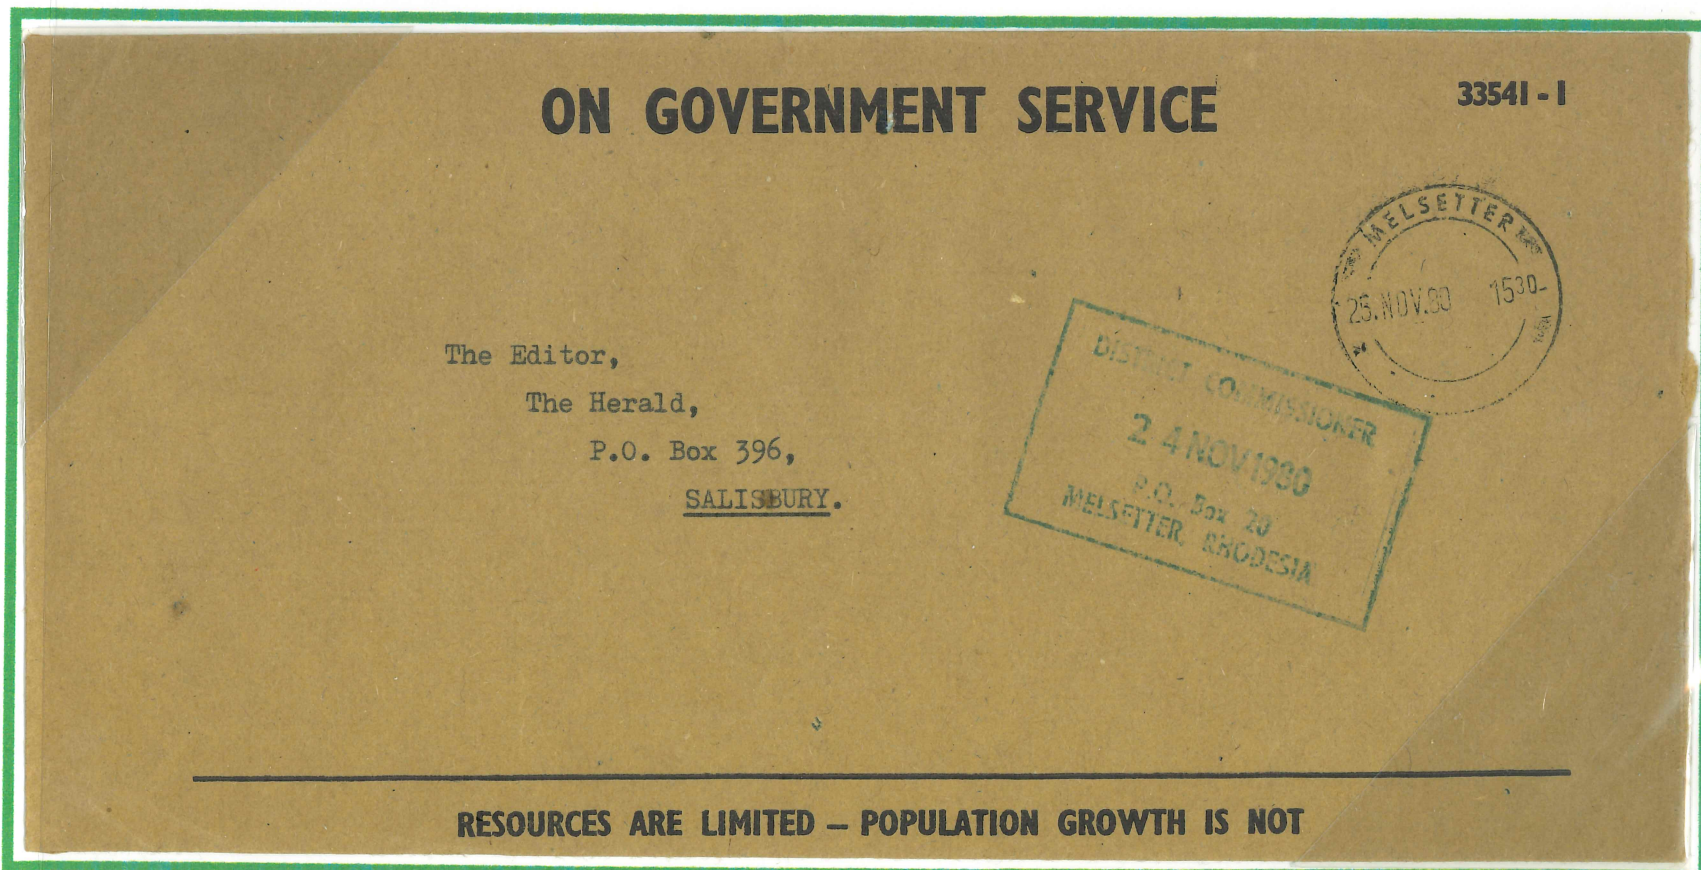 ON GOVERNMENT SERVICE
33541 - 1
MELSETTER
25.NOV.80 1530-
The Editor,
The Herald,
P.O. Box 396,
SALISBURY.
DISTRICT COMMISSIONER
24 NOV 1980
P.O. Box 20
MELSETTER, RHODESIA
RESOURCES ARE LIMITED – POPULATION GROWTH IS NOT